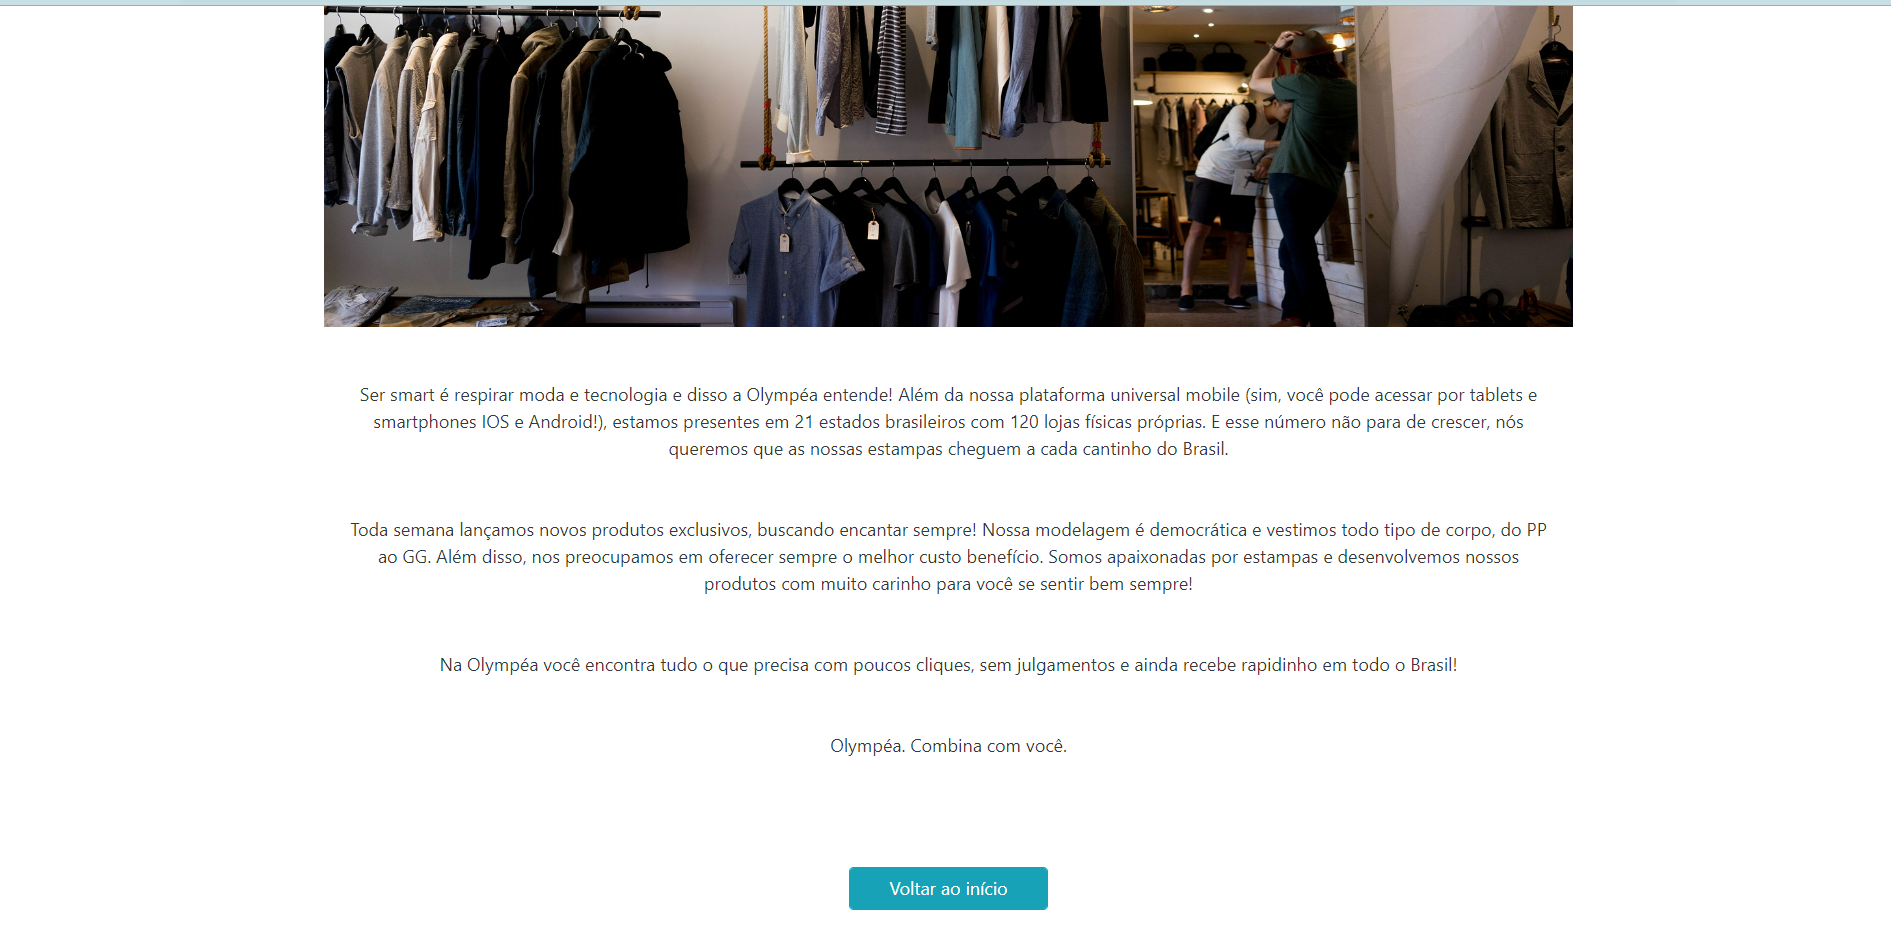 Ser smart é respirar moda e tecnologia e disso a Olympéa entende! Além da nossa plataforma universal mobile (sim, você pode acessar por tablets e
smartphones IOS e Android!), estamos presentes em 21 estados brasileiros com 120 lojas físicas próprias. E esse número não para de crescer, nós
queremos que as nossas estampas cheguem a cada cantinho do Brasil.
Toda semana lançamos novos produtos exclusivos, buscando encantar sempre! Nossa modelagem é democrática e vestimos todo tipo de corpo, do PP
ao GG. Além disso, nos preocupamos em oferecer sempre o melhor custo benefício. Somos apaixonadas por estampas e desenvolvemos nossos
produtos com muito carinho para você se sentir bem sempre!
Na Olympéa você encontra tudo o que precisa com poucos cliques, sem julgamentos e ainda recebe rapidinho em todo o Brasil!
Olympéa. Combina com você.
Voltar ao início